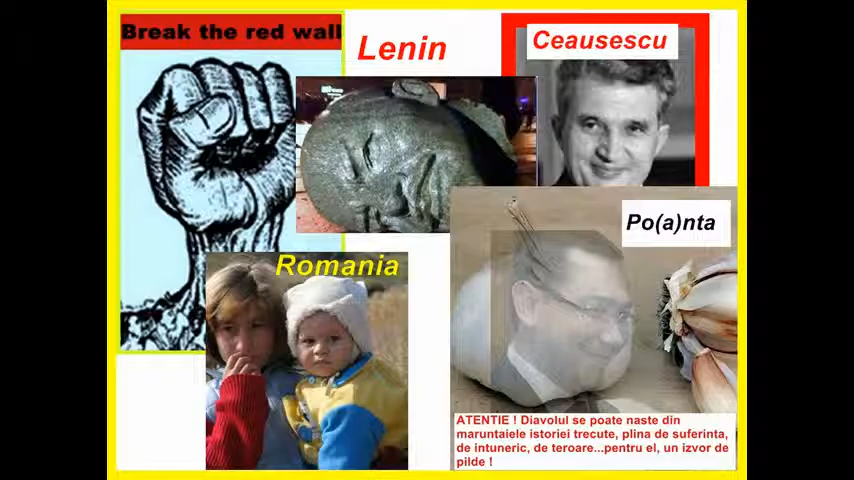 Break the red wall
Lenin
Ceausescu
Po(a)nta
Romania
ATENTIE ! Diavolul se poate naste din
maruntaiele istoriei trecute, plina de suferinta,
de intuneric, de teroare...pentru el, un izvor de
pilde !